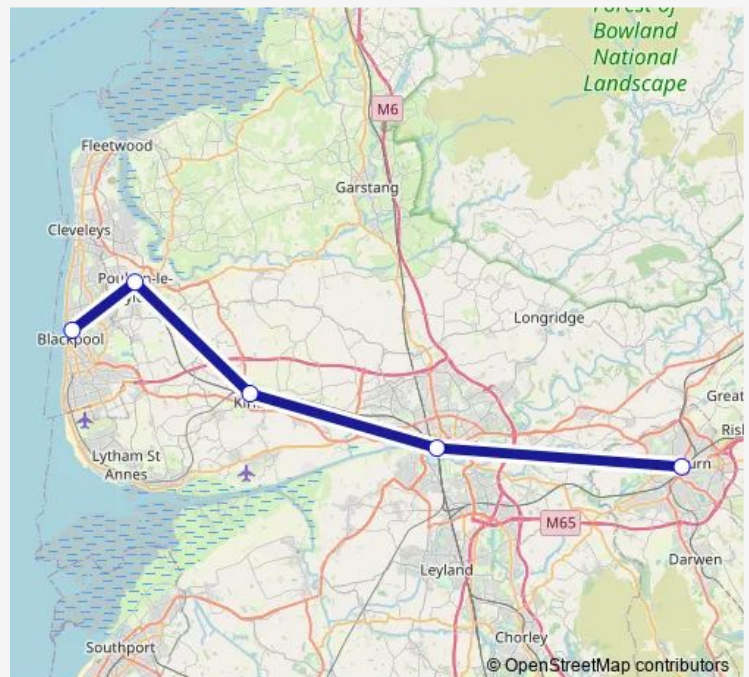 Forest of
Bowland
National
Landscape
M6
Fleetwood
Garstang
Cleveleys
Longridge
Blackpool
Great
Lytham St
Annes
M65
Darwen
Leyland
Chorley
Southport
© OpenStreetMap contributors